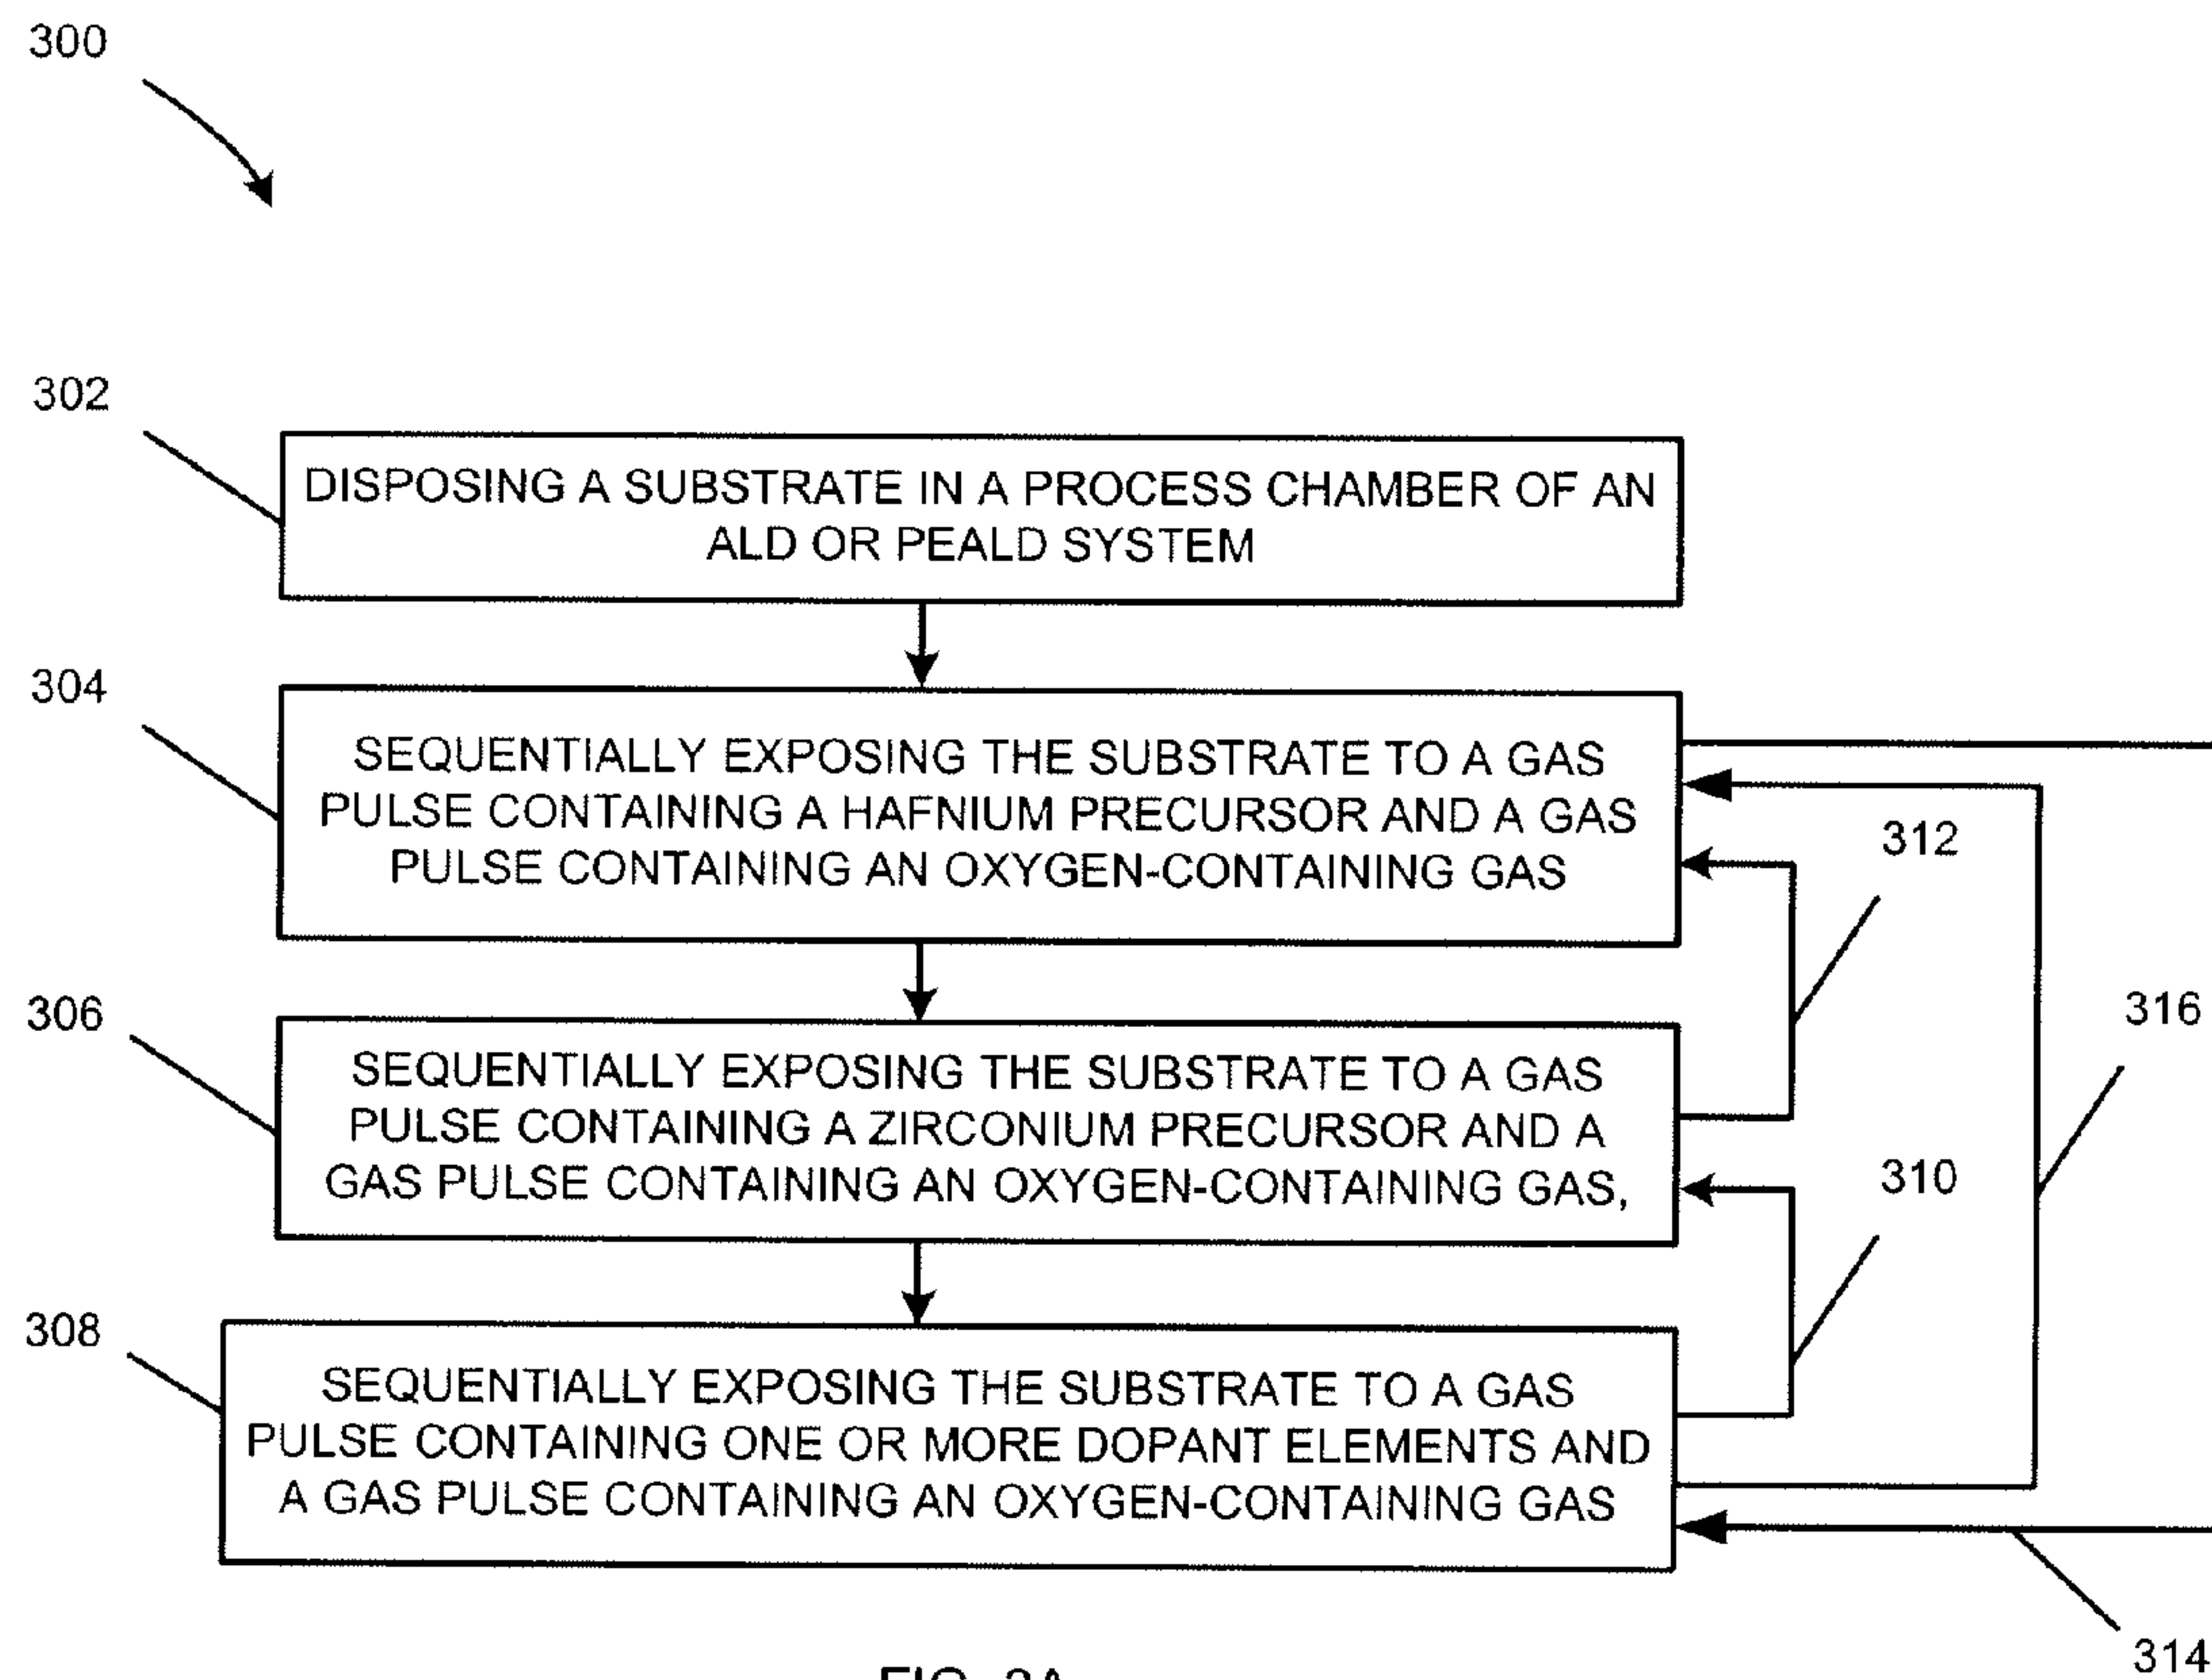 300
302
DISPOSING A SUBSTRATE IN A PROCESS CHAMBER OF AN
ALD OR PEALD SYSTEM
304
SEQUENTIALLY EXPOSING THE SUBSTRATE TO A GAS
PULSE CONTAINING A HAFNIUM PRECURSOR AND A GAS
PULSE CONTAINING AN OXYGEN-CONTAINING GAS
312
316
306
SEQUENTIALLY EXPOSING THE SUBSTRATE TO A GAS
PULSE CONTAINING A ZIRCONIUM PRECURSOR AND A
GAS PULSE CONTAINING AN OXYGEN-CONTAINING GAS,
310
308
SEQUENTIALLY EXPOSING THE SUBSTRATE TO A GAS
PULSE CONTAINING ONE OR MORE DOPANT ELEMENTS AND
A GAS PULSE CONTAINING AN OXYGEN-CONTAINING GAS
314
FIG.